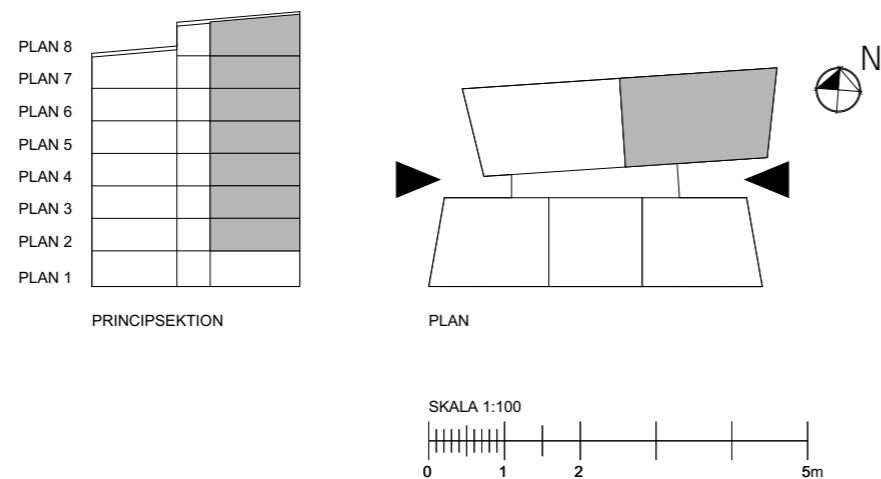 PLAN 8
PLAN 7
PLAN 6
PLAN 5
PLAN 4
PLAN 3
PLAN 2
PLAN 1
PRINCIPSEKTION
N
PLAN
SKALA 1:100
0 1 2 5m